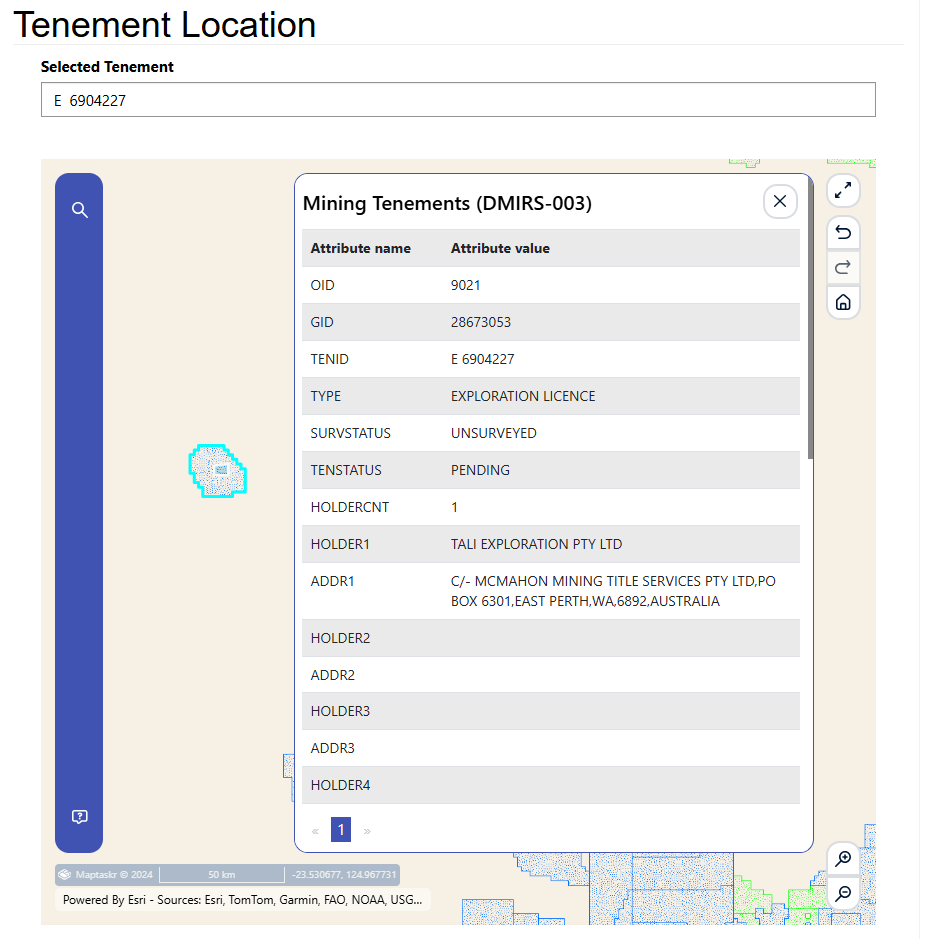 Tenement Location
Selected Tenement
E 6904227
Mining Tenements (DMIRS-003)
Attribute name Attribute value
OID 9021
GID 28673053
TENID E 6904227
TYPE EXPLORATION LICENCE
SURVSTATUS UNSURVEYED
TENSTATUS PENDING
HOLDERCNT 1
HOLDER1 TALI EXPLORATION PTY LTD
ADDR1 C/- MCMAHON MINING TITLE SERVICES PTY LTD,PO
BOX 6301,EAST PERTH,WA,6892,AUSTRALIA
HOLDER2
ADDR2
HOLDER3
ADDR3
HOLDER4
« 1 »
Maptaskr © 2024 50 km -23.530677, 124.967731
Powered By Esri - Sources: Esri, TomTom, Garmin, FAO, NOAA, USG...